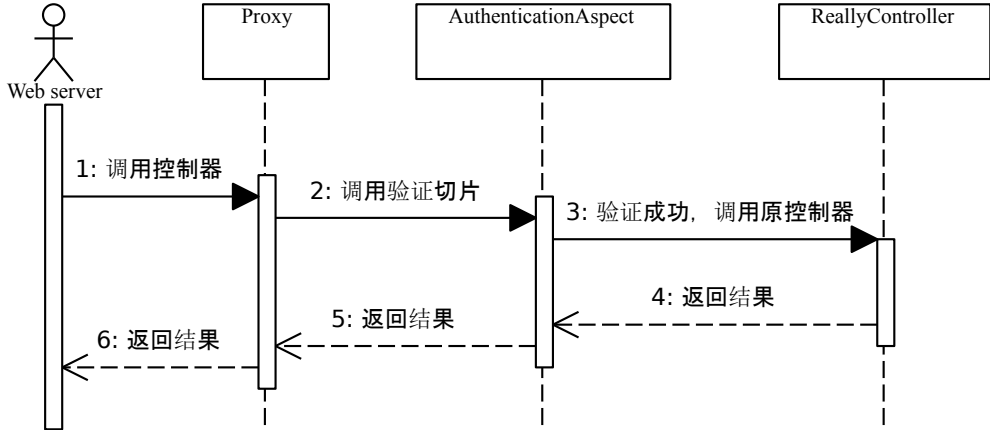 Proxy
AuthenticationAspect
ReallyController
Web server
1: 调用控制器
2: 调用验证切片
3: 验证成功，调用原控制器
4: 返回结果
5: 返回结果
6: 返回结果